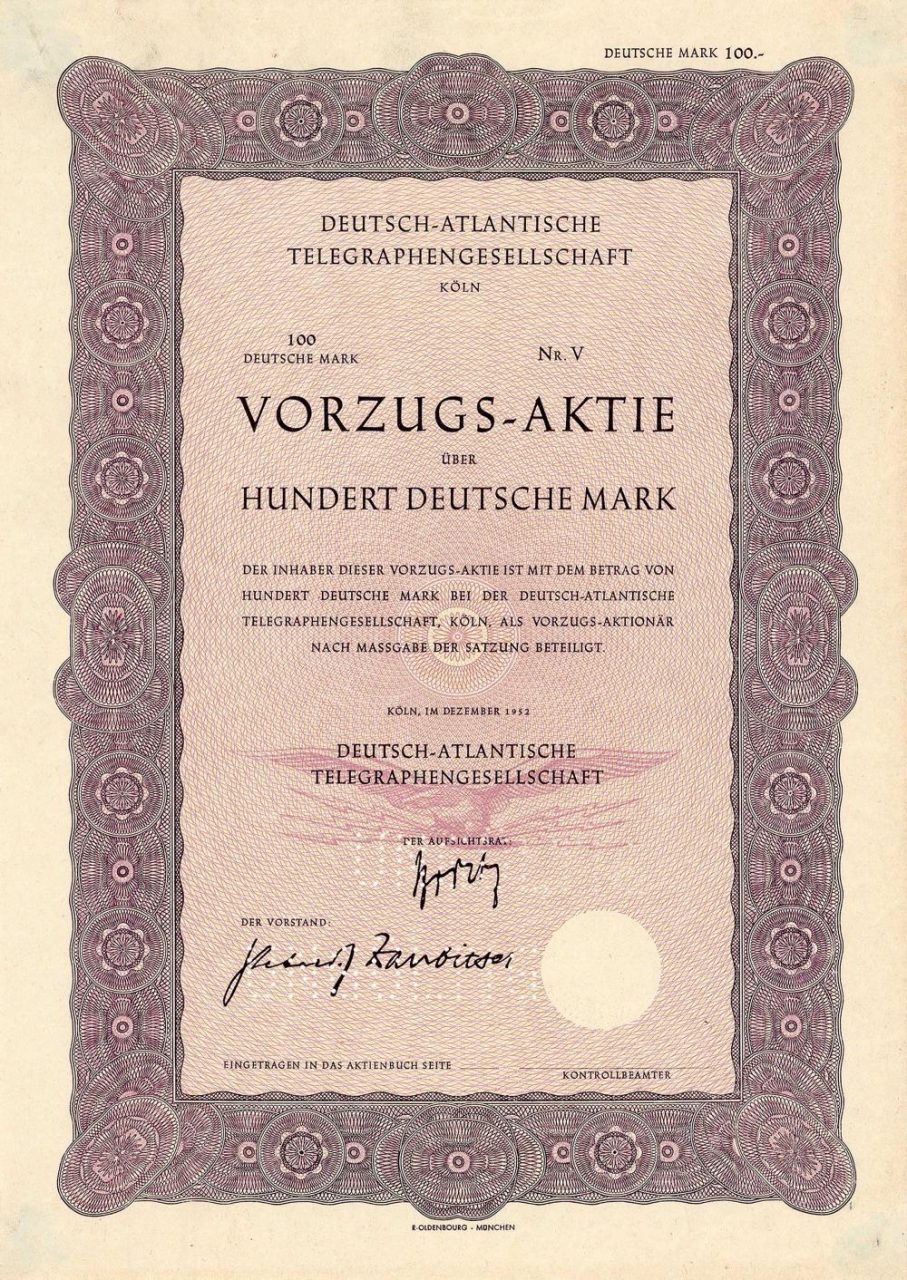 DEUTSCHE MARK 100.-
DEUTSCH-ATLANTISCHE
TELEGRAPHENGESELLSCHAFT
KÖLN
100
DEUTSCHE MARK
NR. V
VORZUGS-AKTIE
ÜBER
HUNDERT DEUTSCHE MARK
DER INHABER DIESER VORZUGS-AKTIE IST MIT DEM BETRAG VON
HUNDERT DEUTSCHE MARK BEI DER DEUTSCH-ATLANTISCHE
TELEGRAPHENGESELLSCHAFT, KÖLN, ALS VORZUGS-AKTIONÄR
NACH MASSGABE DER SATZUNG BETEILIGT.
KÖLN, IM DEZEMBER 1952
DEUTSCH-ATLANTISCHE
TELEGRAPHENGESELLSCHAFT
DER AUFSICHTSRAT:
DER VORSTAND:
EINGETRAGEN IN DAS AKTIENBUCH SEITE
KONTROLLBEAMTER
R·OLDENBOURG · MÜNCHEN